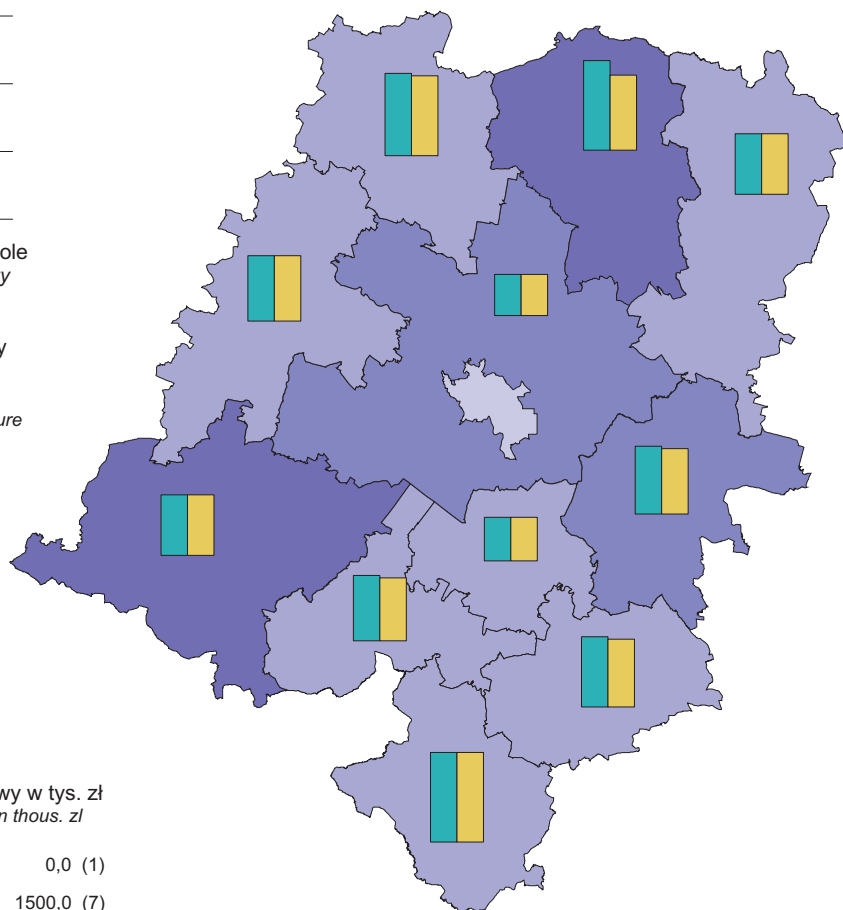 ole
y
y
ure
wy w tys. zł
n thous. zl
0,0 (1)
1500,0 (7)